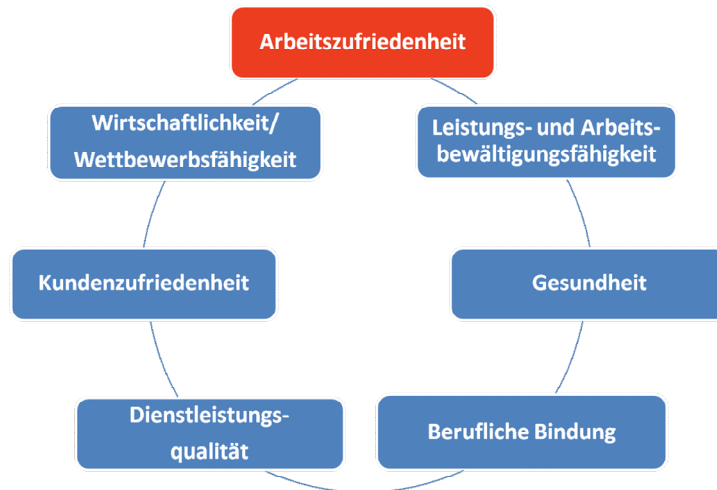 Arbeitszufriedenheit
Wirtschaftlichkeit/
Wettbewerbsfähigkeit
Leistungs- und Arbeits-
bewältigungsfähigkeit
Kundenzufriedenheit
Gesundheit
Dienstleistungs-
qualität
Berufliche Bindung